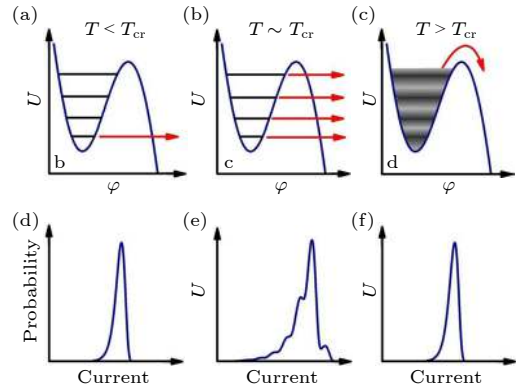 (a) T < Tcr
(b) T ∼ Tcr
(c) T > Tcr
U
b
φ
U
c
φ
U
d
φ
(d)
(e)
(f)
Probability
Current
U
Current
U
Current